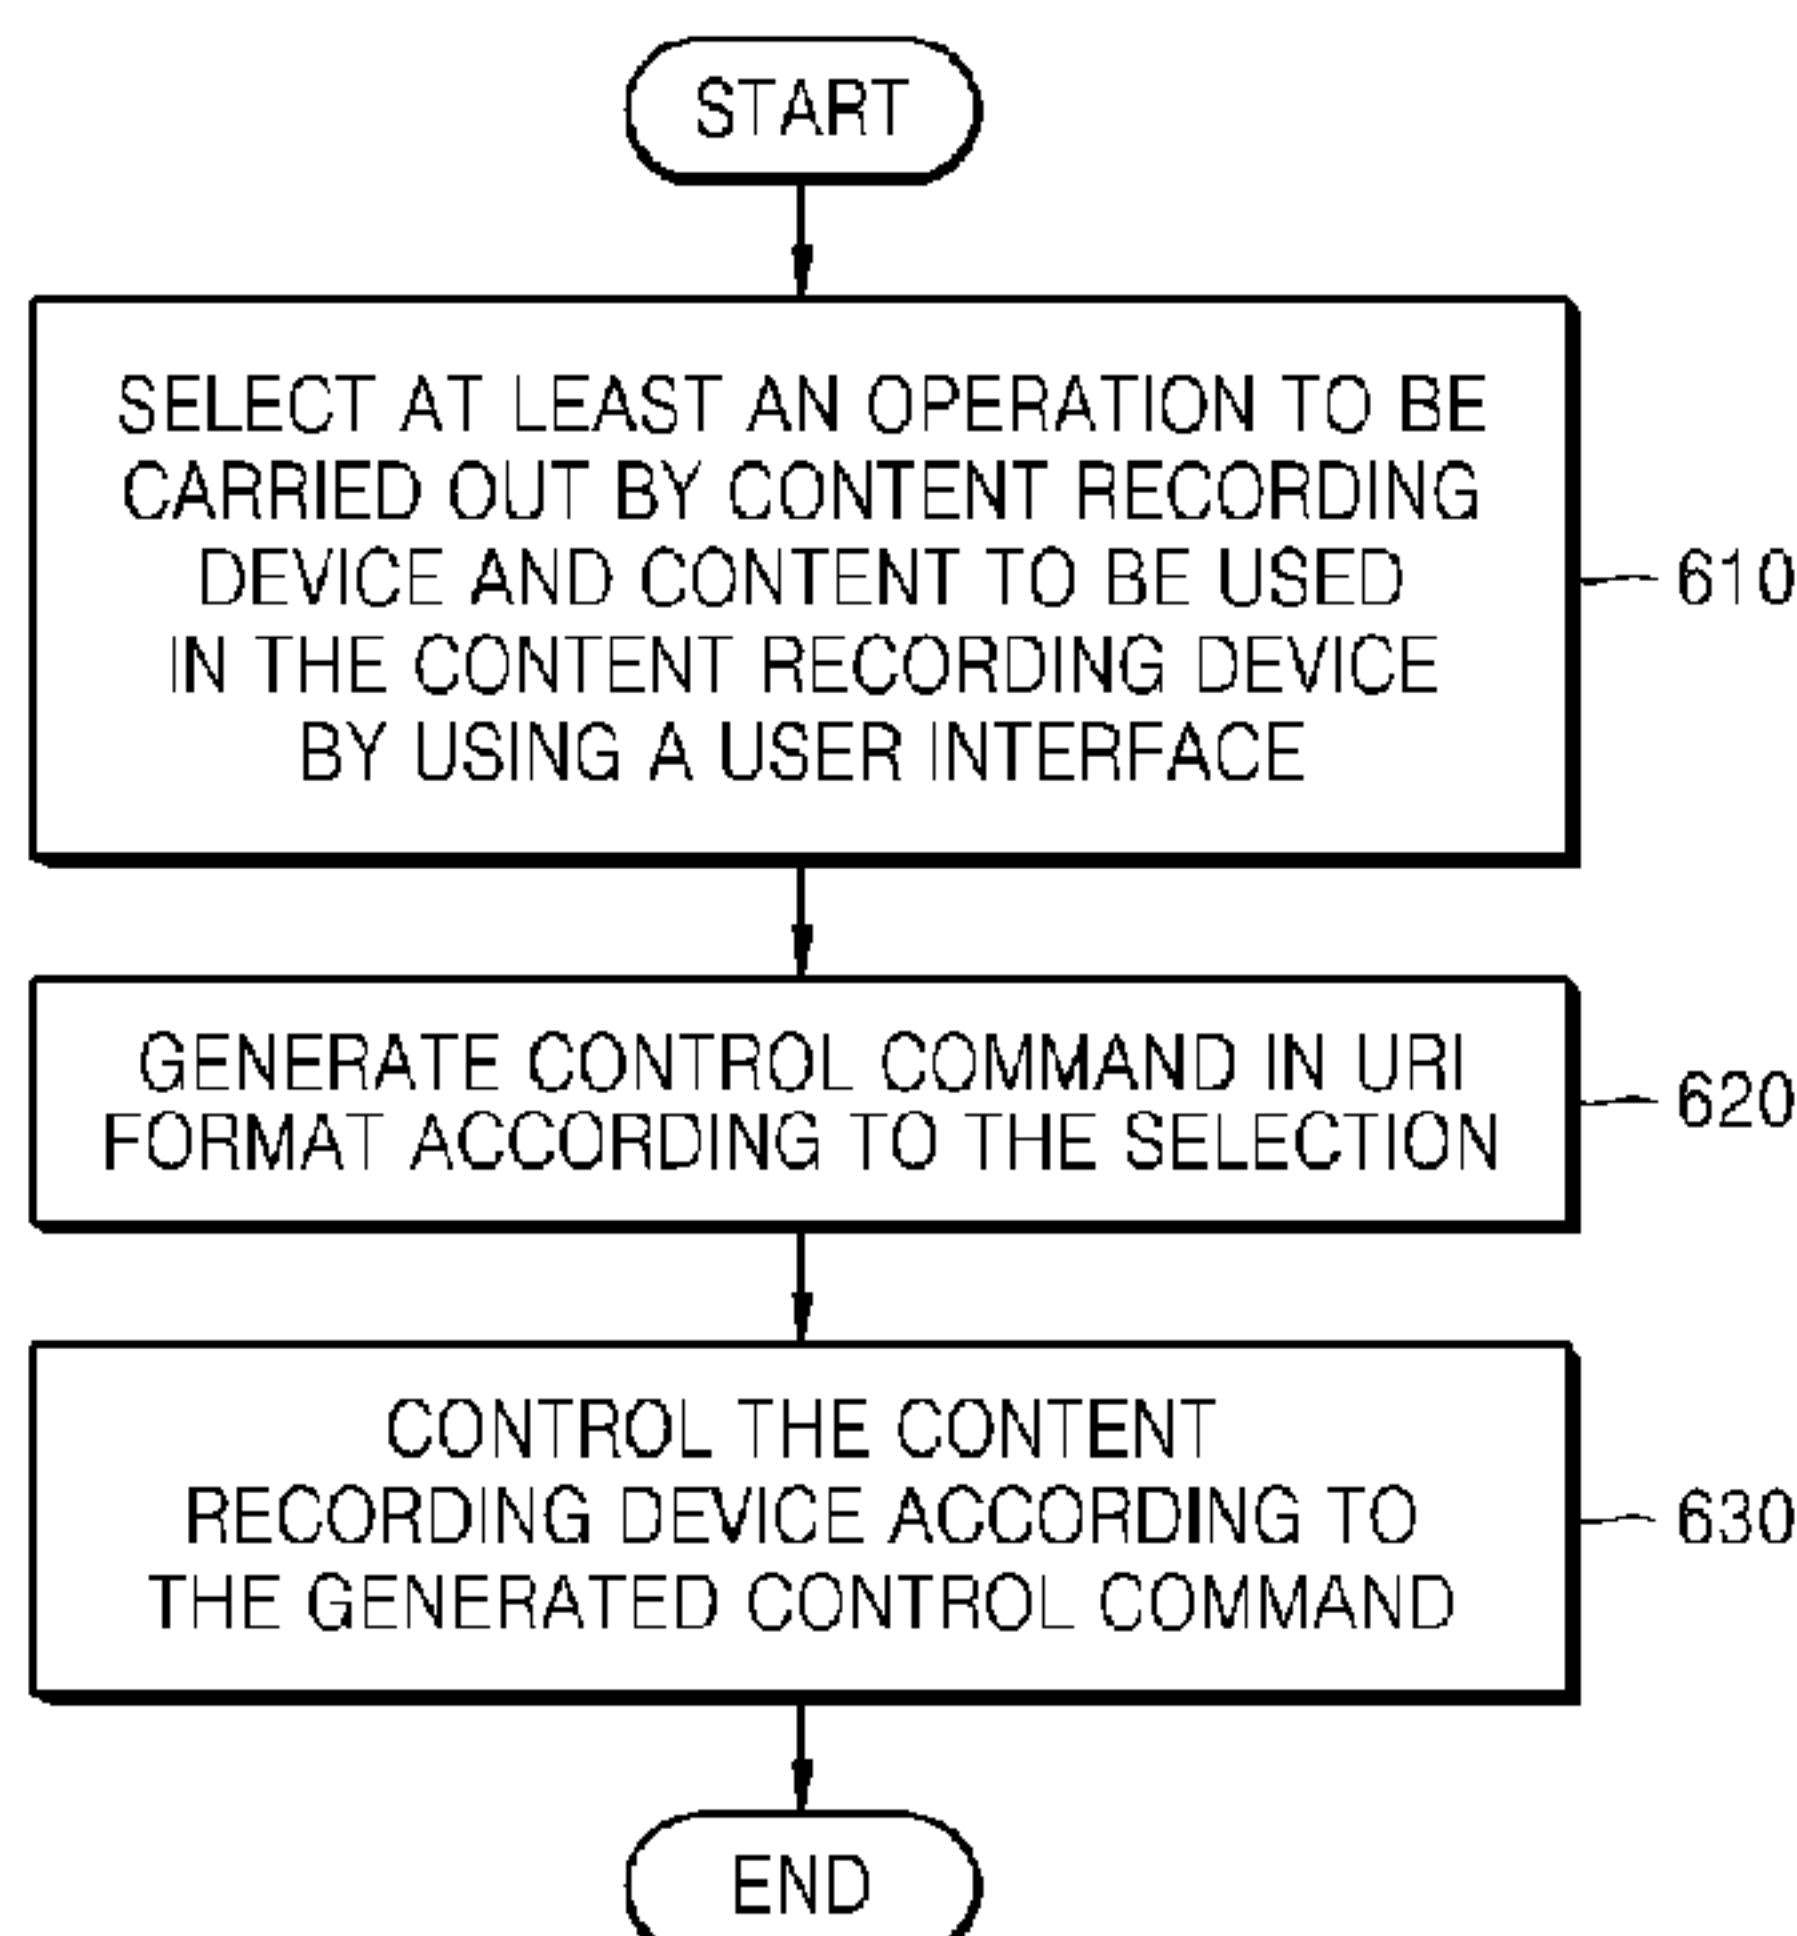 START
SELECT AT LEAST AN OPERATION TO BE
CARRIED OUT BY CONTENT RECORDING
DEVICE AND CONTENT TO BE USED
IN THE CONTENT RECORDING DEVICE
BY USING A USER INTERFACE
610
GENERATE CONTROL COMMAND IN URI
FORMAT ACCORDING TO THE SELECTION
620
CONTROL THE CONTENT
RECORDING DEVICE ACCORDING TO
THE GENERATED CONTROL COMMAND
630
END